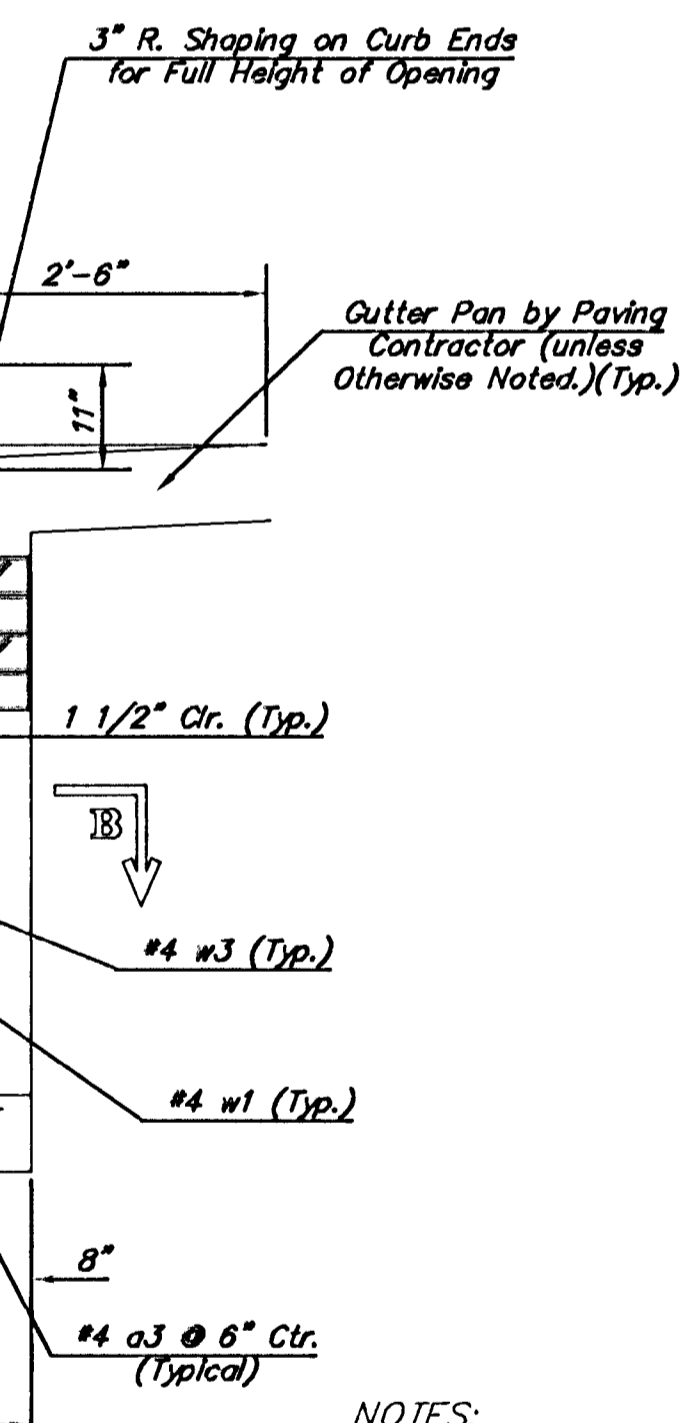 3" R. Shaping on Curb Ends
for Full Height of Opening
2'-6"
Gutter Pan by Paving
Contractor (unless
Otherwise Noted.)(Typ.)
11"
1 1/2" Clr. (Typ.)
B
#4 w3 (Typ.)
#4 w1 (Typ.)
8"
#4 a3 @ 6" Ctr.
(Typical)
NOTES: